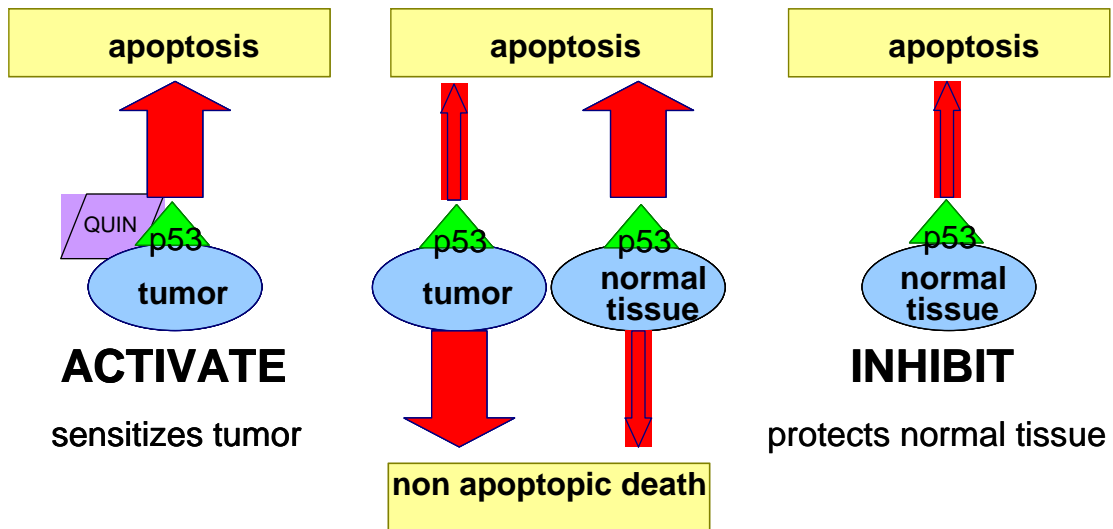 apoptosis
QUIN
p53
tumor
ACTIVATE
sensitizes tumor
apoptosis
p53
tumor
p53
normal
tissue
non apoptopic death
apoptosis
p53
normal
tissue
INHIBIT
protects normal tissue